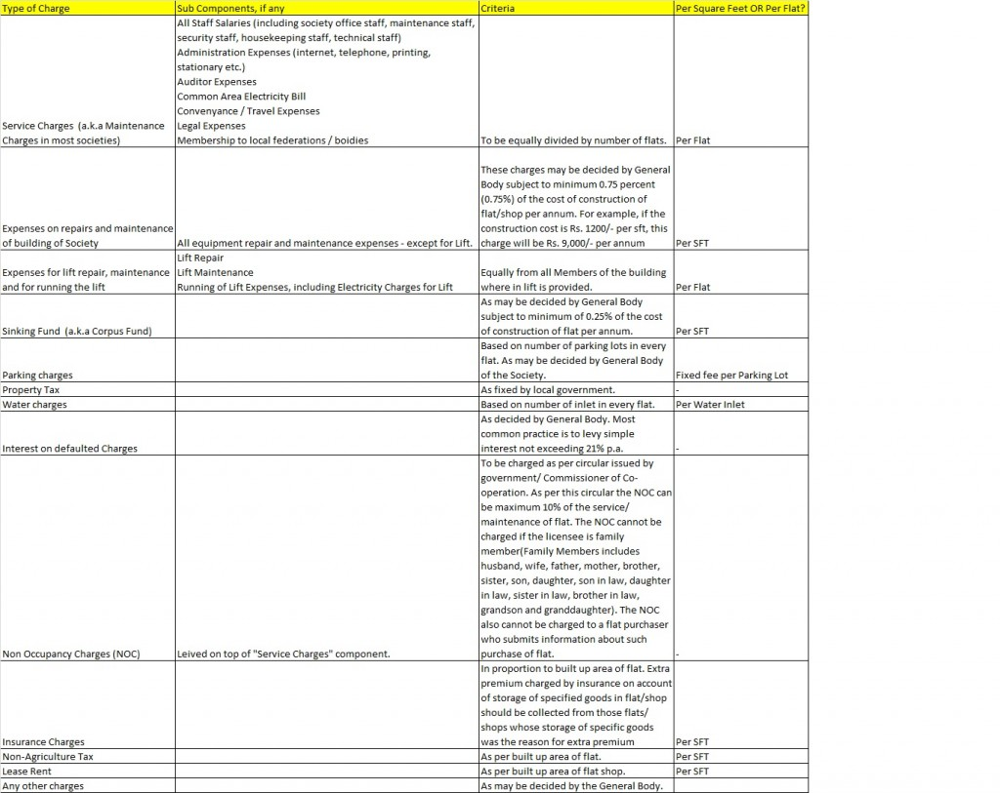 Type of Charge
Sub Components, if any
Criteria
Per Square Feet OR Per Flat?
Service Charges (a.k.a Maintenance
Charges in most societies)
All Staff Salaries (including society office staff, maintenance staff,
security staff, housekeeping staff, technical staff)
Administration Expenses (internet, telephone, printing,
stationary etc.)
Auditor Expenses
Common Area Electricity Bill
Convenyance / Travel Expenses
Legal Expenses
Membership to local federations / boidies
To be equally divided by number of flats.
Per Flat
Expenses on repairs and maintenance
of building of Society
All equipment repair and maintenance expenses - except for Lift.
These charges may be decided by General
Body subject to minimum 0.75 percent
(0.75%) of the cost of construction of
flat/shop per annum. For example, if the
construction cost is Rs. 1200/- per sft, this
charge will be Rs. 9,000/- per annum
Per SFT
Expenses for lift repair, maintenance
and for running the lift
Lift Repair
Lift Maintenance
Running of Lift Expenses, including Electricity Charges for Lift
Equally from all Members of the building
where in lift is provided.
Per Flat
Sinking Fund (a.k.a Corpus Fund)
As may be decided by General Body
subject to minimum of 0.25% of the cost
of construction of flat per annum.
Per SFT
Parking charges
Based on number of parking lots in every
flat. As may be decided by General Body
of the Society.
Fixed fee per Parking Lot
Property Tax
As fixed by local government.
-
Water charges
Based on number of inlet in every flat.
Per Water Inlet
Interest on defaulted Charges
As decided by General Body. Most
common practice is to levy simple
interest not exceeding 21% p.a.
-
Non Occupancy Charges (NOC)
Leived on top of "Service Charges" component.
To be charged as per circular issued by
government/ Commissioner of Co-
operation. As per this circular the NOC can
be maximum 10% of the service/
maintenance of flat. The NOC cannot be
charged if the licensee is family
member(Family Members includes
husband, wife, father, mother, brother,
sister, son, daughter, son in law, daughter
in law, sister in law, brother in law,
grandson and granddaughter). The NOC
also cannot be charged to a flat purchaser
who submits information about such
purchase of flat.
-
Insurance Charges
In proportion to built up area of flat. Extra
premium charged by insurance on account
of storage of specified goods in flat/shop
should be collected from those flats/
shops whose storage of specific goods
was the reason for extra premium
Per SFT
Non-Agriculture Tax
As per built up area of flat.
Per SFT
Lease Rent
As per built up area of flat shop.
Per SFT
Any other charges
As may be decided by the General Body.